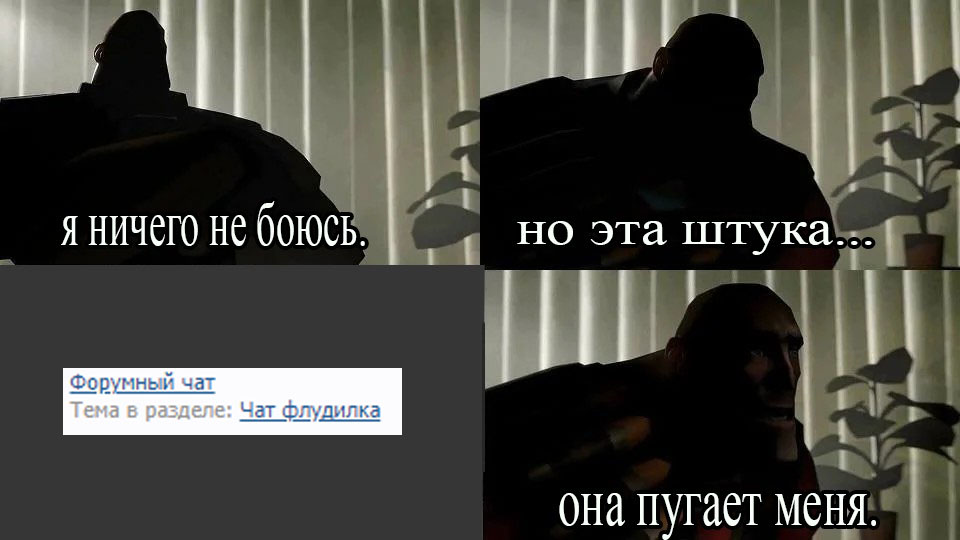 я ничего не боюсь.
но эта штука...
Форумный чат
Тема в разделе: Чат флудилка
она пугает меня.